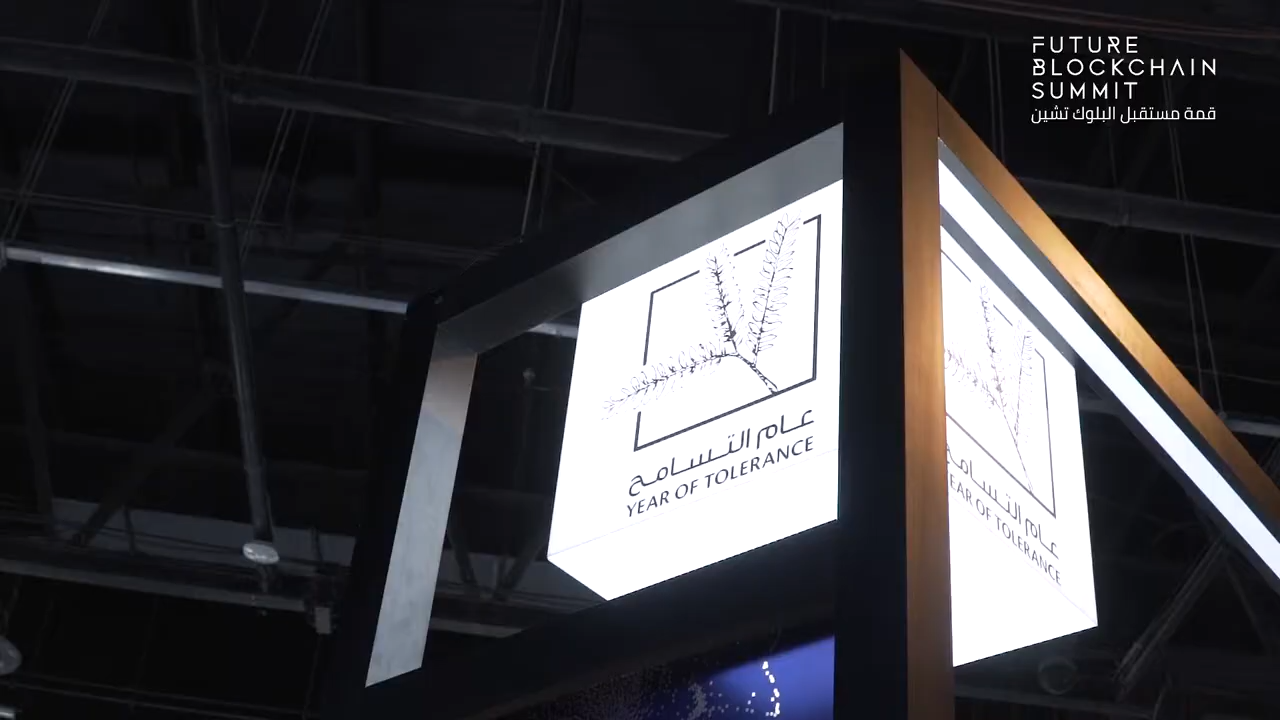 FUTURE
BLOCKCHAIN
SUMMIT
قمة مستقبل البلوك تشين
عام التسامح
YEAR OF TOLERANCE
عام التسامح
YEAR OF TOLERANCE